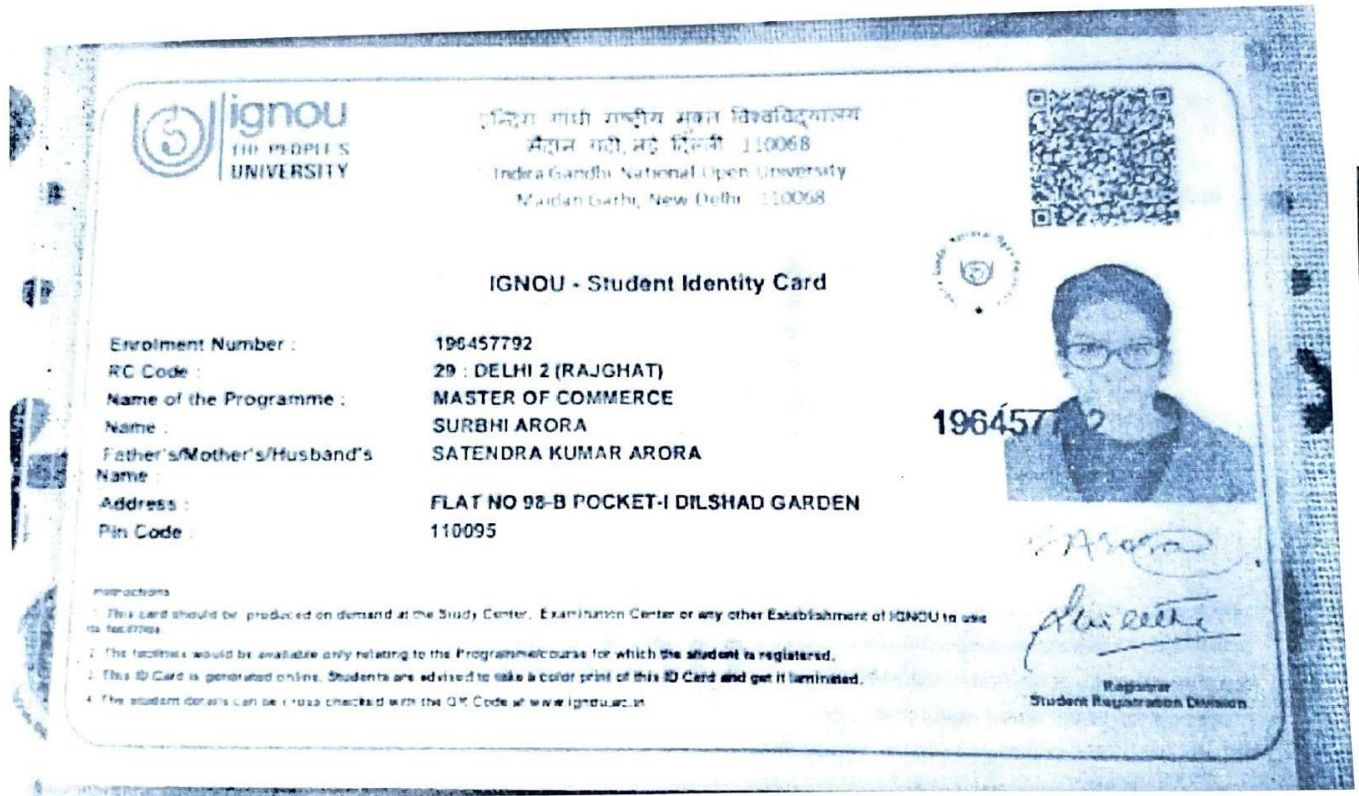 ignou
THE PEOPLE'S
UNIVERSITY
इन्दिरा गांधी राष्ट्रीय मुक्त विश्वविद्यालय
मैदान गढी, नई दिल्ली 110068
Indira Gandhi National Open University
Maidan Garhi, New Delhi 110068
IGNOU - Student Identity Card
Enrolment Number : 196457792
RC Code : 29 : DELHI 2 (RAJGHAT)
Name of the Programme : MASTER OF COMMERCE
Name : SURBHI ARORA
Father's/Mother's/Husband's SATENDRA KUMAR ARORA
Name :
Address : FLAT NO 98-B POCKET-I DILSHAD GARDEN
Pin Code : 110095
196457 2
Arora
Instructions
1. This card should be produced on demand at the Study Center, Examination Center or any other Establishment of IGNOU to use
its facilities.
2. The facilities would be available only relating to the Programme/course for which the student is registered.
3. This ID Card is generated online. Students are advised to take a color print of this ID Card and get it laminated.
4. The student details can be cross checked with the QR Code at www.ignou.ac.in
Registrar
Student Registration Division